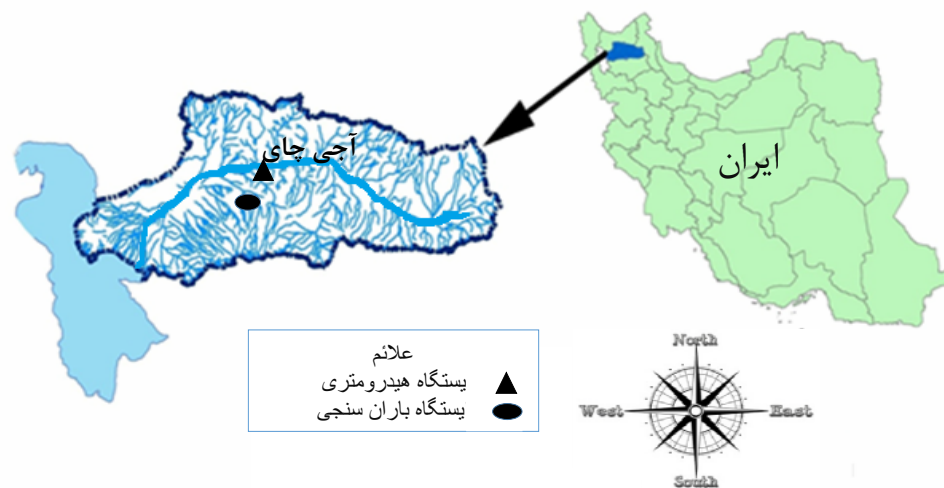 آجی چای
ایران
علائم
یستگاه هیدرومتری
یستگاه باران سنجی
North
West
East
South